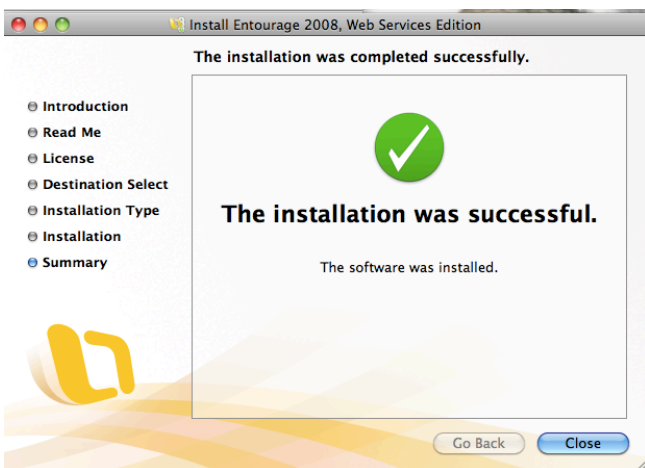 Install Entourage 2008, Web Services Edition
The installation was completed successfully.
Introduction
Read Me
License
Destination Select
Installation Type
Installation
Summary
The installation was successful.
The software was installed.
Go Back
Close